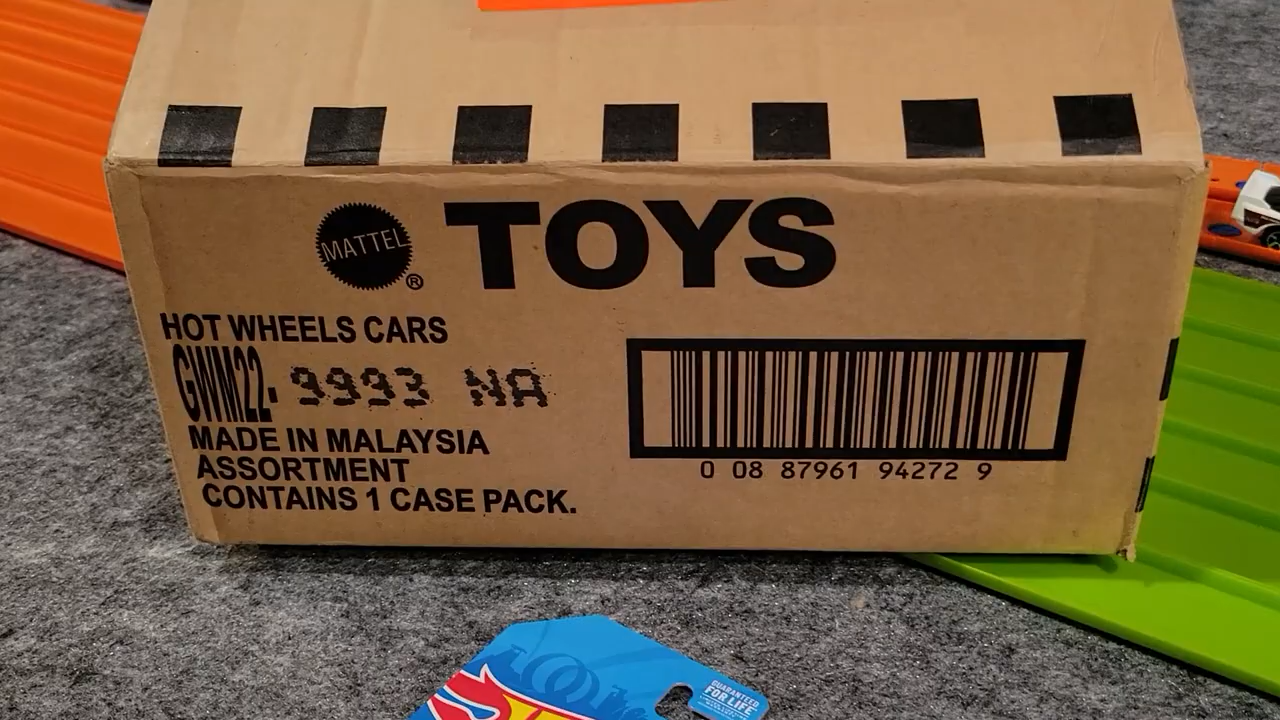 MATTEL ® TOYS
HOT WHEELS CARS
GWM22- 9993 NA
MADE IN MALAYSIA
ASSORTMENT
CONTAINS 1 CASE PACK.
0 08 87961 94272 9
GUARANTEED
FOR LIFE